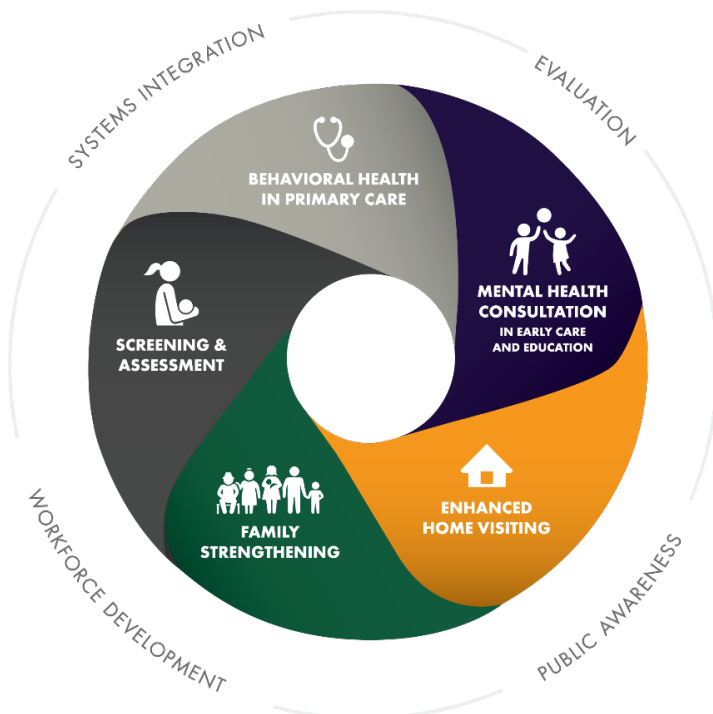 SYSTEMS INTEGRATION
EVALUATION
BEHAVIORAL HEALTH
IN PRIMARY CARE
MENTAL HEALTH
CONSULTATION
IN EARLY CARE
AND EDUCATION
SCREENING &
ASSESSMENT
ENHANCED
HOME VISITING
FAMILY
STRENGTHENING
WORKFORCE DEVELOPMENT
PUBLIC AWARENESS